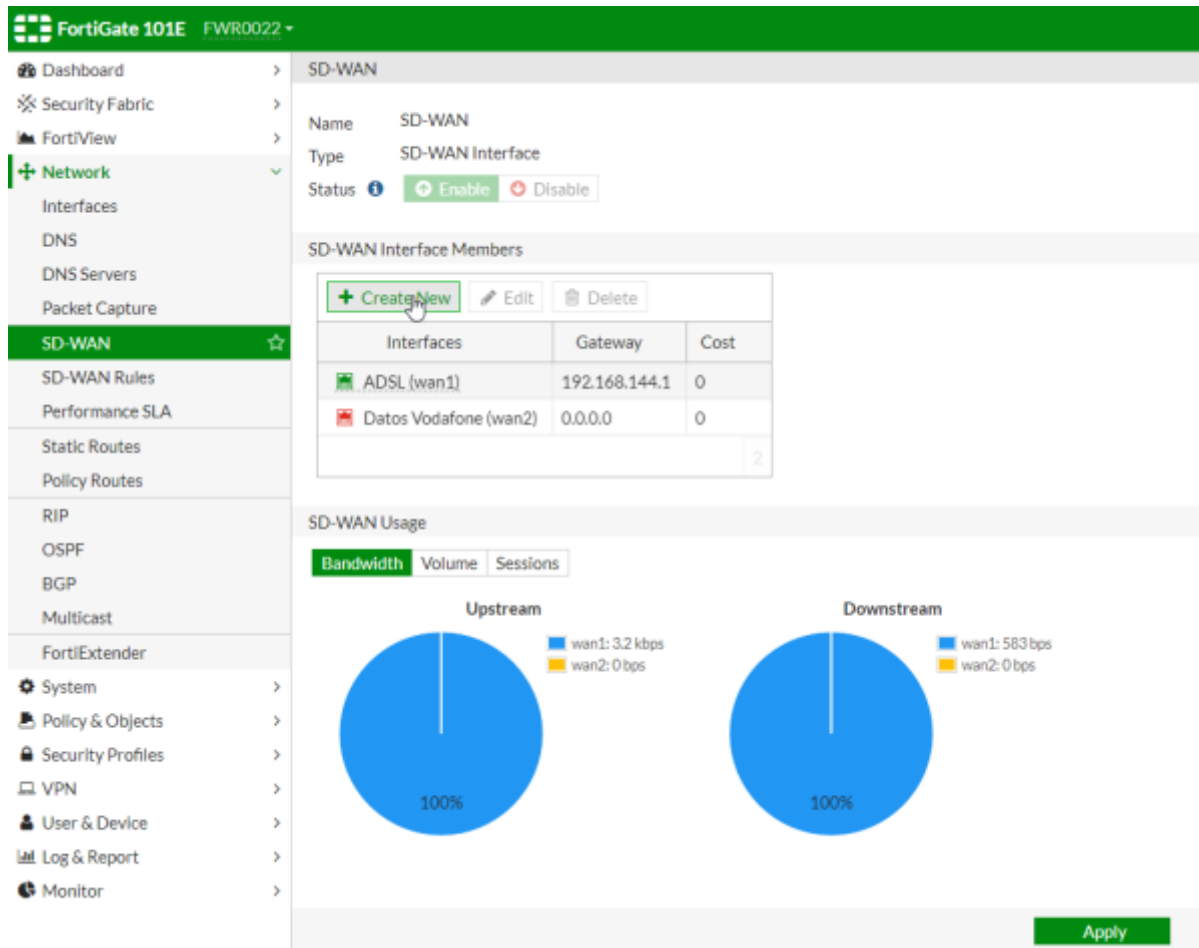 FortiGate 101E FWR0022
Dashboard
Security Fabric
FortiView
Network
Interfaces
DNS
DNS Servers
Packet Capture
SD-WAN
SD-WAN Rules
Performance SLA
Static Routes
Policy Routes
RIP
OSPF
BGP
Multicast
FortiExtender
System
Policy & Objects
Security Profiles
VPN
User & Device
Log & Report
Monitor
SD-WAN
Name SD-WAN
Type SD-WAN Interface
Status Enable Disable
SD-WAN Interface Members
+ Create New Edit Delete
Interfaces Gateway Cost
ADSL (wan1) 192.168.144.1 0
Datos Vodafone (wan2) 0.0.0.0 0
2
SD-WAN Usage
Bandwidth Volume Sessions
Upstream
wan1: 3.2 kbps
wan2: 0 bps
100%
Downstream
wan1: 583 bps
wan2: 0 bps
100%
Apply